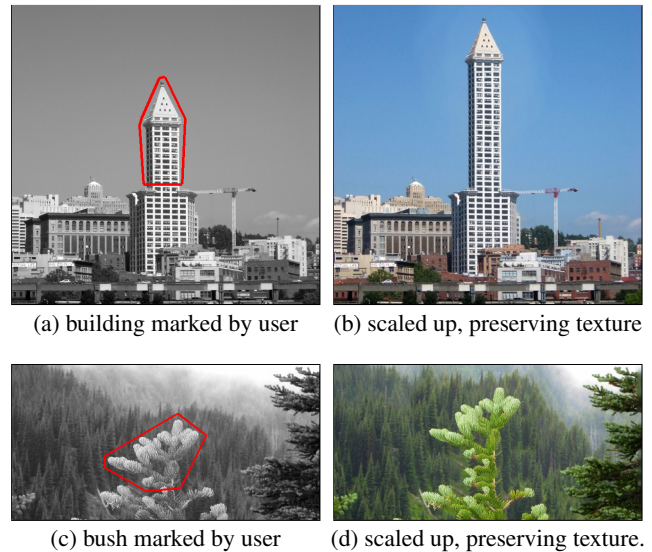 (a) building marked by user
(b) scaled up, preserving texture
(c) bush marked by user
(d) scaled up, preserving texture.